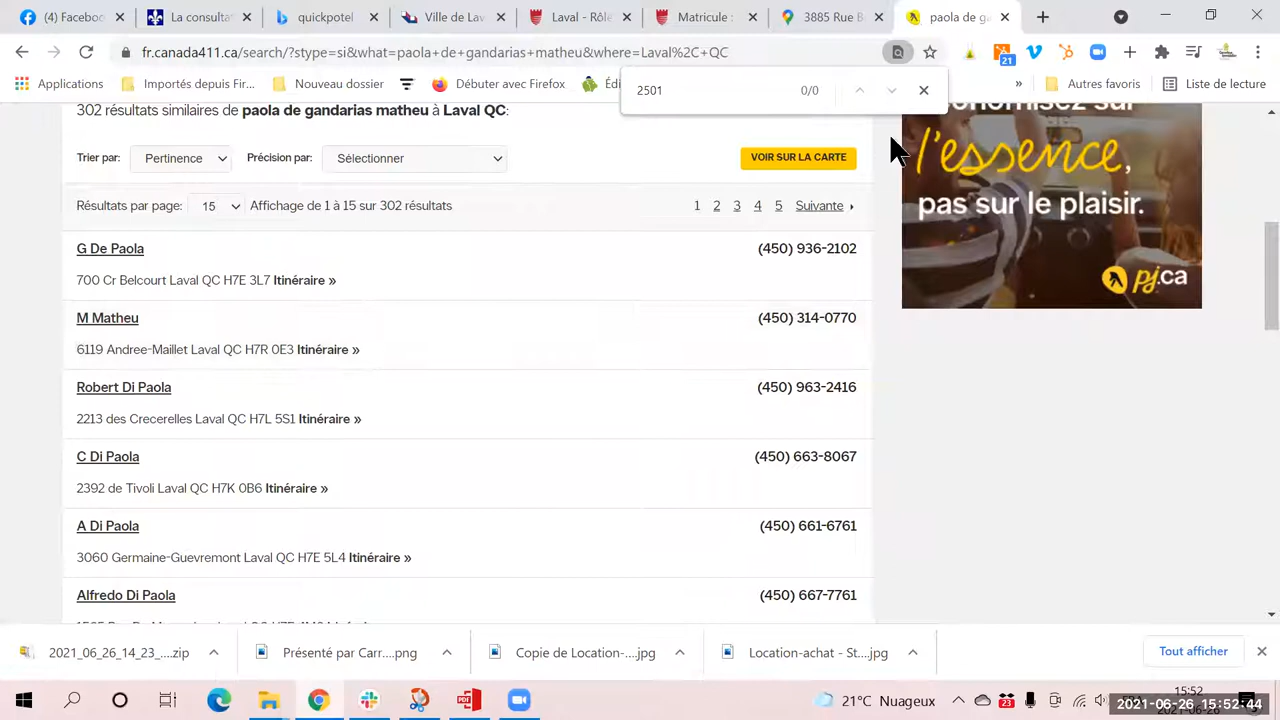 (4) Facebook
La consultat
quickpotel
Ville de Lav
Laval - Rôle
Matricule
3885 Rue B
paola de ga
fr.canada411.ca/search/?stype=si&what=paola+de+gandarias+matheu&where=Laval%2C+QC
21
Applications
Importés depuis Fir...
Nouveau dossier
Débuter avec Firefox
Édi
»
Autres favoris
Liste de lecture
2501
0/0
302 résultats similaires de paola de gandarias matheu à Laval QC:
Trier par: Pertinence Précision par: Sélectionner
VOIR SUR LA CARTE
Résultats par page: 15 Affichage de 1 à 15 sur 302 résultats
1 2 3 4 5 Suivante
G De Paola (450) 936-2102
700 Cr Belcourt Laval QC H7E 3L7 Itinéraire »
M Matheu (450) 314-0770
6119 Andree-Maillet Laval QC H7R 0E3 Itinéraire »
Robert Di Paola (450) 963-2416
2213 des Crecerelles Laval QC H7L 5S1 Itinéraire »
C Di Paola (450) 663-8067
2392 de Tivoli Laval QC H7K 0B6 Itinéraire »
A Di Paola (450) 661-6761
3060 Germaine-Guevremont Laval QC H7E 5L4 Itinéraire »
Alfredo Di Paola (450) 667-7761
l'essence,
pas sur le plaisir.
pj.ca
2021_06_26_14_23_....zip
Présenté par Carr....png
Copie de Location-....jpg
Location-achat - St....jpg
Tout afficher
23
21°C Nuageux
15:52
2021-06-26 15:52:44